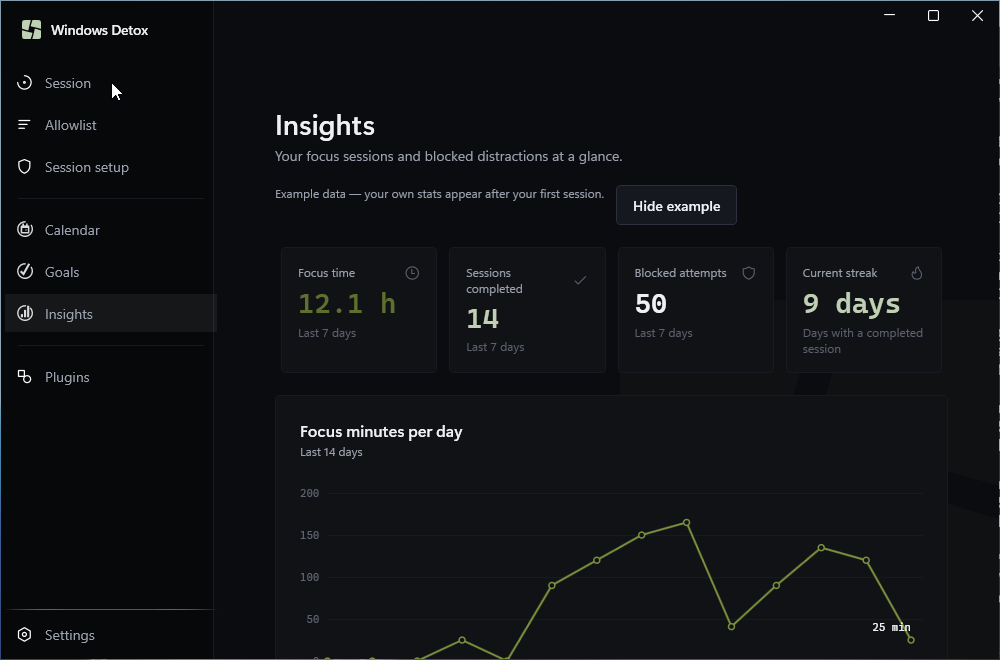 Windows Detox
Session
Allowlist
Session setup
Calendar
Goals
Insights
Plugins
Settings
Insights
Your focus sessions and blocked distractions at a glance.
Example data — your own stats appear after your first session.
Hide example
Focus time
12.1 h
Last 7 days
Sessions
completed
14
Last 7 days
Blocked attempts
50
Last 7 days
Current streak
9 days
Days with a completed
session
Focus minutes per day
Last 14 days
200
150
100
50
0
25 min